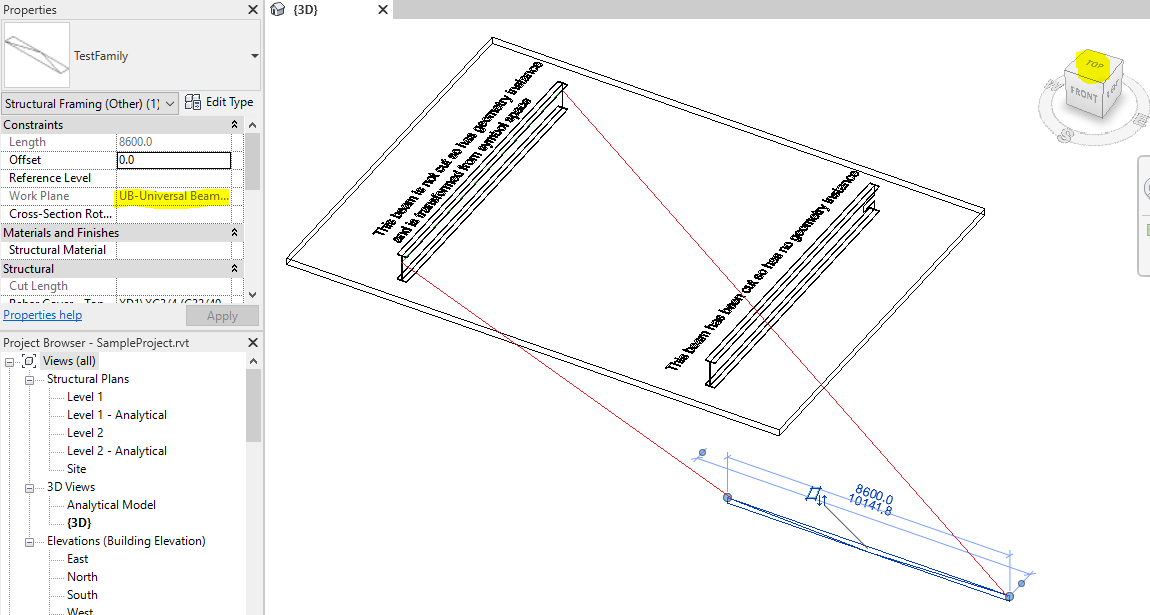 Properties
{3D}
TestFamily
Structural Framing (Other) (1)
Edit Type
Constraints
Length 8600.0
Offset 0.0
Reference Level
Work Plane UB-Universal Beam...
Cross-Section Rot...
Materials and Finishes
Structural Material
Structural
Cut Length
Properties help
Apply
Project Browser - SampleProject.rvt
Views (all)
Structural Plans
Level 1
Level 1 - Analytical
Level 2
Level 2 - Analytical
Site
3D Views
Analytical Model
{3D}
Elevations (Building Elevation)
East
North
South
West
This beam is not cut so has geometry instance
and is transformed from symbol space
This beam has been cut so has no geometry instance
8600.0
10141.8
TOP
FRONT
S